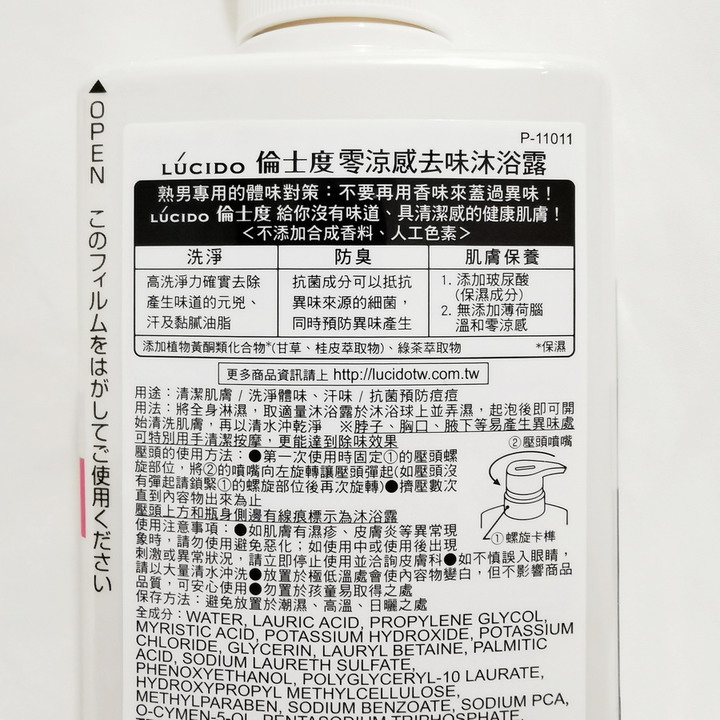 ▲OPEN このフィルムをはがしてご使用ください
P-11011
LÚCIDO 倫士度 零涼感去味沐浴露
熟男專用的體味對策：不要再用香味來蓋過異味！
LÚCIDO 倫士度 給你沒有味道、具清潔感的健康肌膚！
＜不添加合成香料、人工色素＞
洗淨 防臭 肌膚保養
高洗淨力確實去除
產生味道的元兇、
汗及黏膩油脂
抗菌成分可以抵抗
異味來源的細菌，
同時預防異味產生
1. 添加玻尿酸
(保濕成分)
2. 無添加薄荷腦
溫和零涼感
添加植物黃酮類化合物*(甘草、桂皮萃取物)、綠茶萃取物 *保濕
更多商品資訊請上 http://lucidotw.com.tw
用途：清潔肌膚 / 洗淨體味、汗味 / 抗菌預防痘痘
用法：將全身淋濕，取適量沐浴露於沐浴球上並弄濕，起泡後即可開
始清洗肌膚，再以清水沖乾淨 ※脖子、胸口、腋下等易產生異味處
可特別用手清潔按摩，更能達到除味效果
壓頭的使用方法：●第一次使用時固定①的壓頭螺
旋部位，將②的噴嘴向左旋轉讓壓頭彈起(如壓頭沒
有彈起請鎖緊①的螺旋部位後再次旋轉)●擠壓數次
直到內容物出來為止
②壓頭噴嘴
①螺旋卡榫
壓頭上方和瓶身側邊有線痕標示為沐浴露
使用注意事項：●如肌膚有濕疹、皮膚炎等異常現
象時，請勿使用避免惡化；如使用中或使用後出現
刺激或異常狀況，請立即停止使用並洽詢皮膚科●如不慎誤入眼睛，
請以大量清水沖洗●放置於極低溫處會使內容物變白，但不影響商品
品質，可安心使用●勿置於孩童易取得之處
保存方法：避免放置於潮濕、高溫、日曬之處
全成分：WATER, LAURIC ACID, PROPYLENE GLYCOL,
MYRISTIC ACID, POTASSIUM HYDROXIDE, POTASSIUM
CHLORIDE, GLYCERIN, LAURYL BETAINE, PALMITIC
ACID, SODIUM LAURETH SULFATE,
PHENOXYETHANOL, POLYGLYCERYL-10 LAURATE,
HYDROXYPROPYL METHYLCELLULOSE,
METHYLPARABEN, SODIUM BENZOATE, SODIUM PCA,
O-CYMEN-5-OL, PENTASODIUM TRIPHOSPHATE,